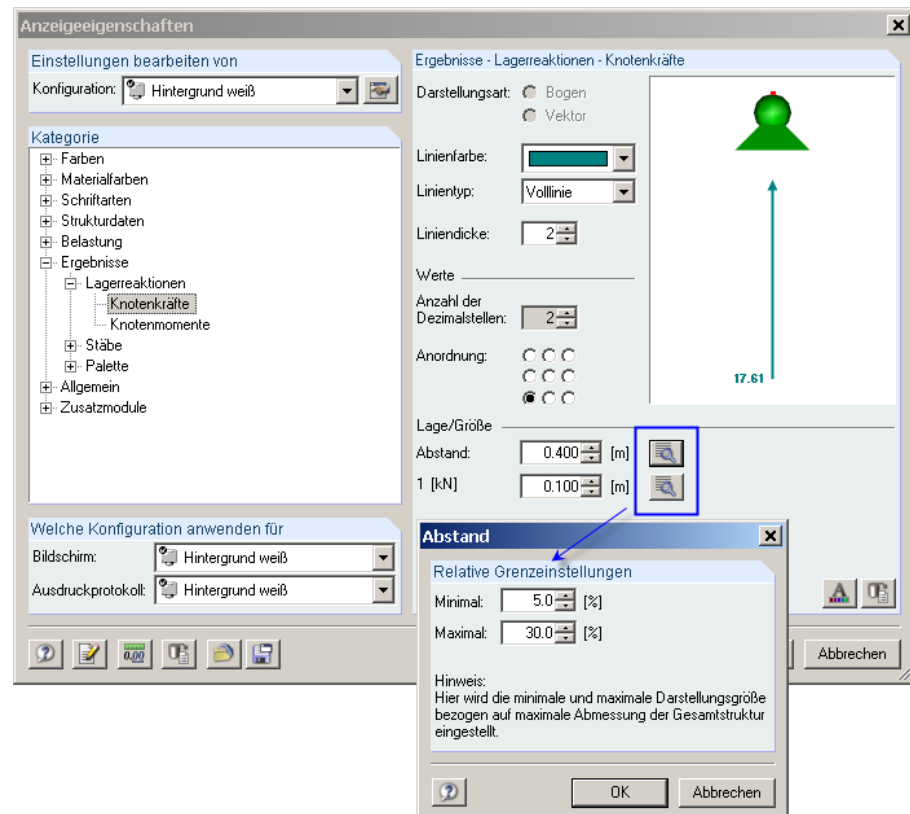 Anzeigeeigenschaften
Einstellungen bearbeiten von
Konfiguration: Hintergrund weiß
Kategorie
Farben
Materialfarben
Schriftarten
Strukturdaten
Belastung
Ergebnisse
Lagerreaktionen
Knotenkräfte
Knotenmomente
Stäbe
Palette
Allgemein
Zusatzmodule
Welche Konfiguration anwenden für
Bildschirm: Hintergrund weiß
Ausdruckprotokoll: Hintergrund weiß
Ergebnisse - Lagerreaktionen - Knotenkräfte
Darstellungsart: Bogen
Vektor
Linienfarbe:
Linientyp: Volllinie
Liniendicke: 2
Werte
Anzahl der
Dezimalstellen: 2
Anordnung:
17.61
Lage/Größe
Abstand: 0.400 [m]
1 [kN] 0.100 [m]
0.00
Abbrechen
Abstand
Relative Grenzeinstellungen
Minimal: 5.0 [%]
Maximal: 30.0 [%]
Hinweis:
Hier wird die minimale und maximale Darstellungsgröße
bezogen auf maximale Abmessung der Gesamtstruktur
eingestellt.
OK Abbrechen